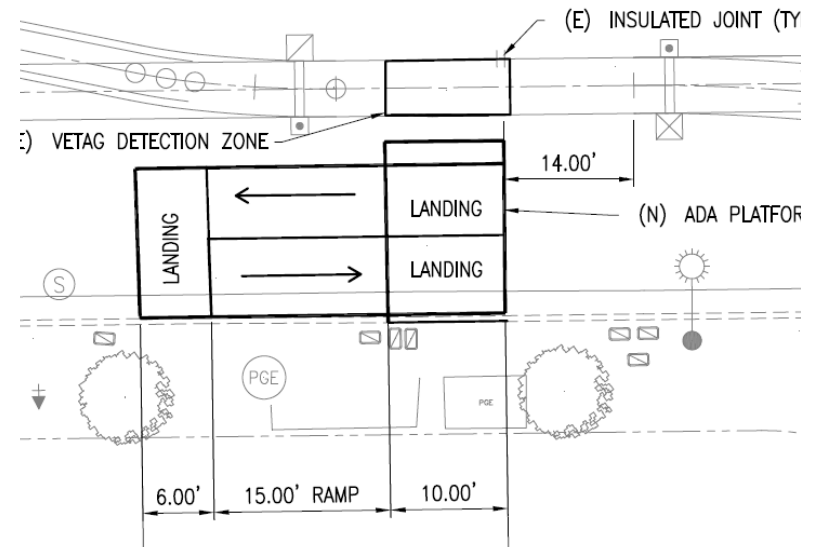 (E) INSULATED JOINT (TY
E) VETAG DETECTION ZONE
14.00'
LANDING
LANDING
(N) ADA PLATFOR
LANDING
S
PGE
PGE
6.00'
15.00' RAMP
10.00'